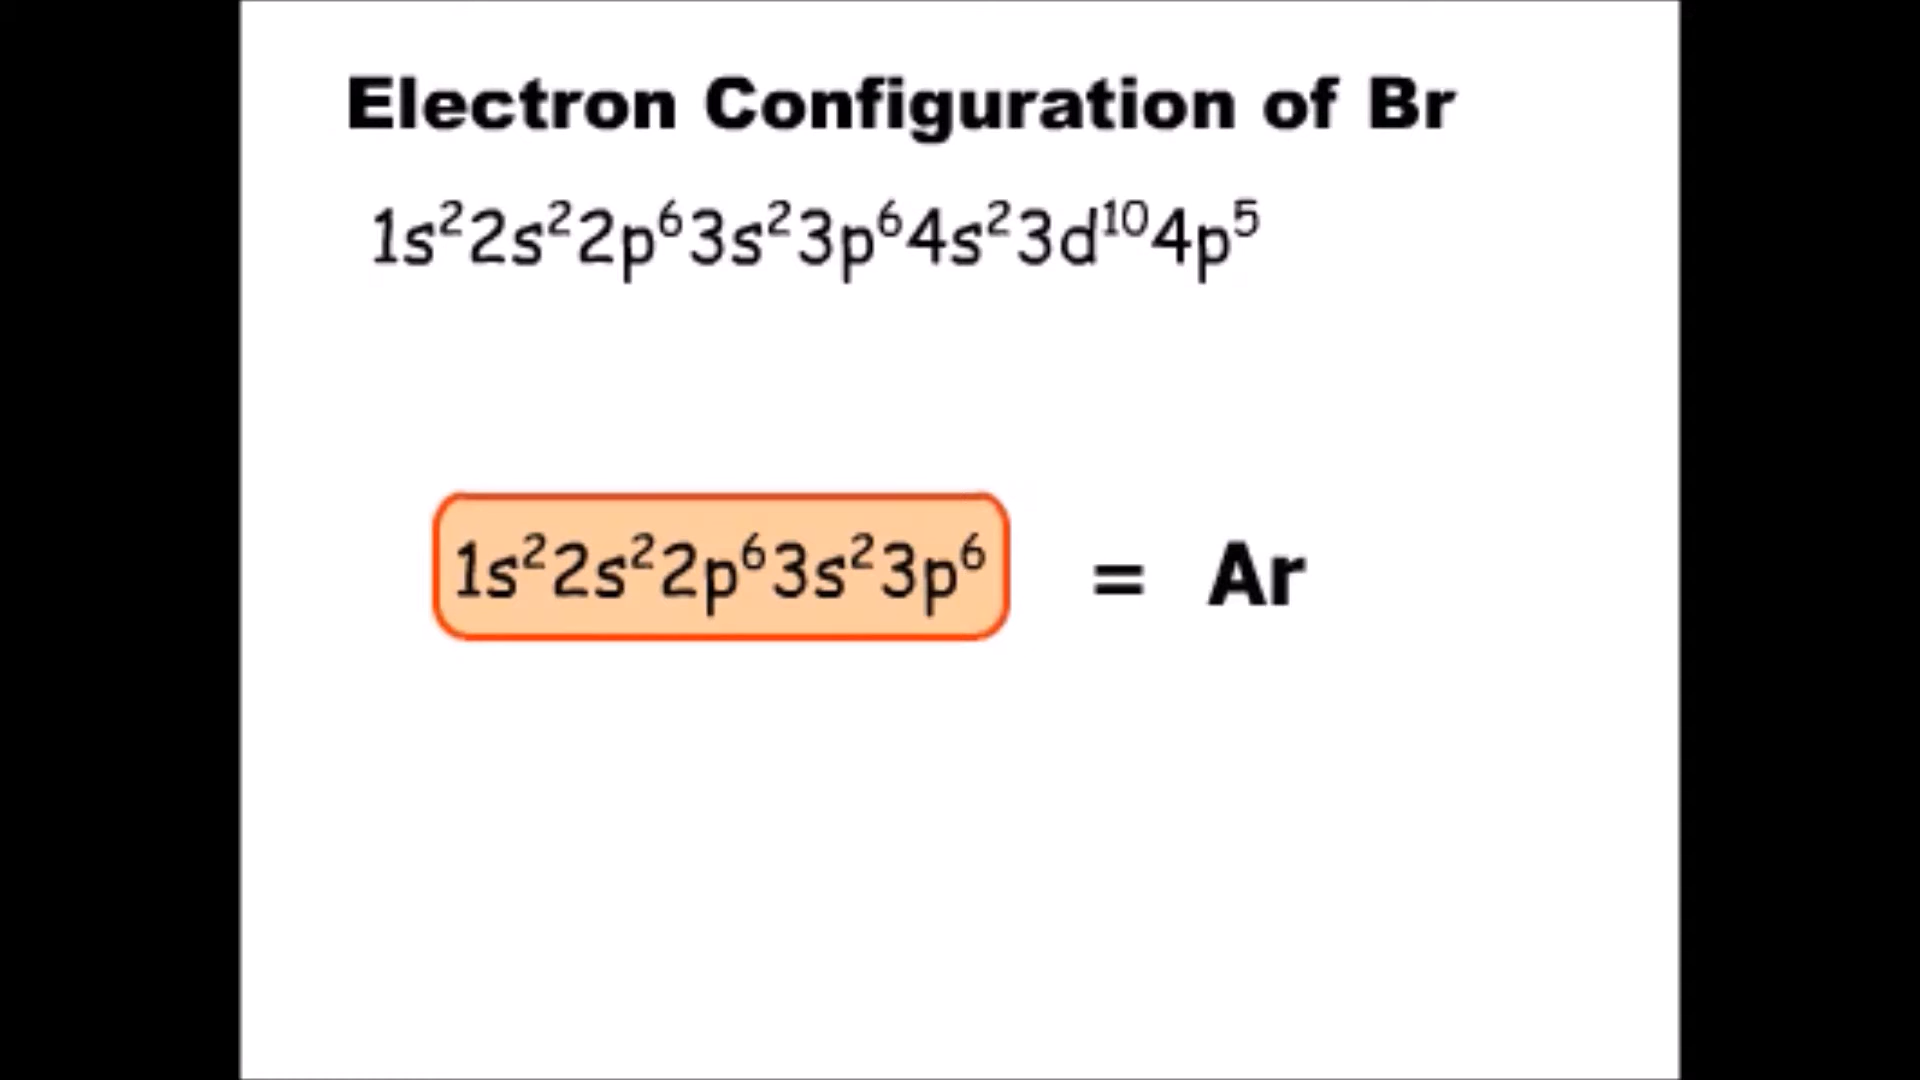 Electron Configuration of Br
1s²2s²2p⁶3s²3p⁶4s²3d¹⁰4p⁵
1s²2s²2p⁶3s²3p⁶ = Ar